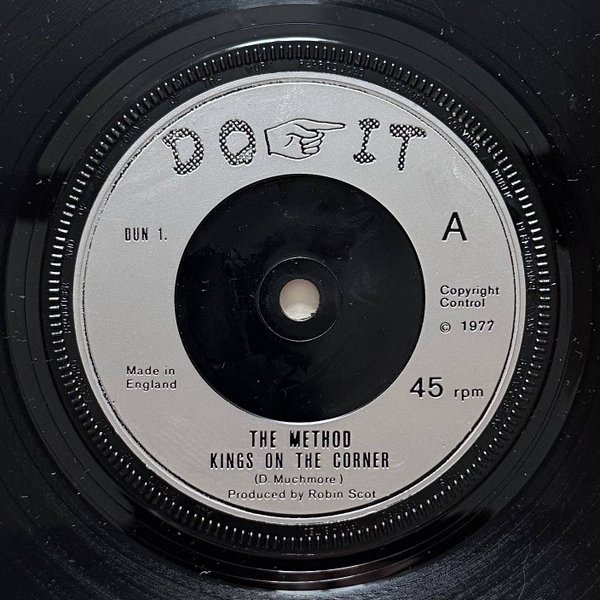 DO IT
DUN 1.
A
Copyright
Control
© 1977
Made in
England
45 rpm
THE METHOD
KINGS ON THE CORNER
(D. Muchmore)
Produced by Robin Scot